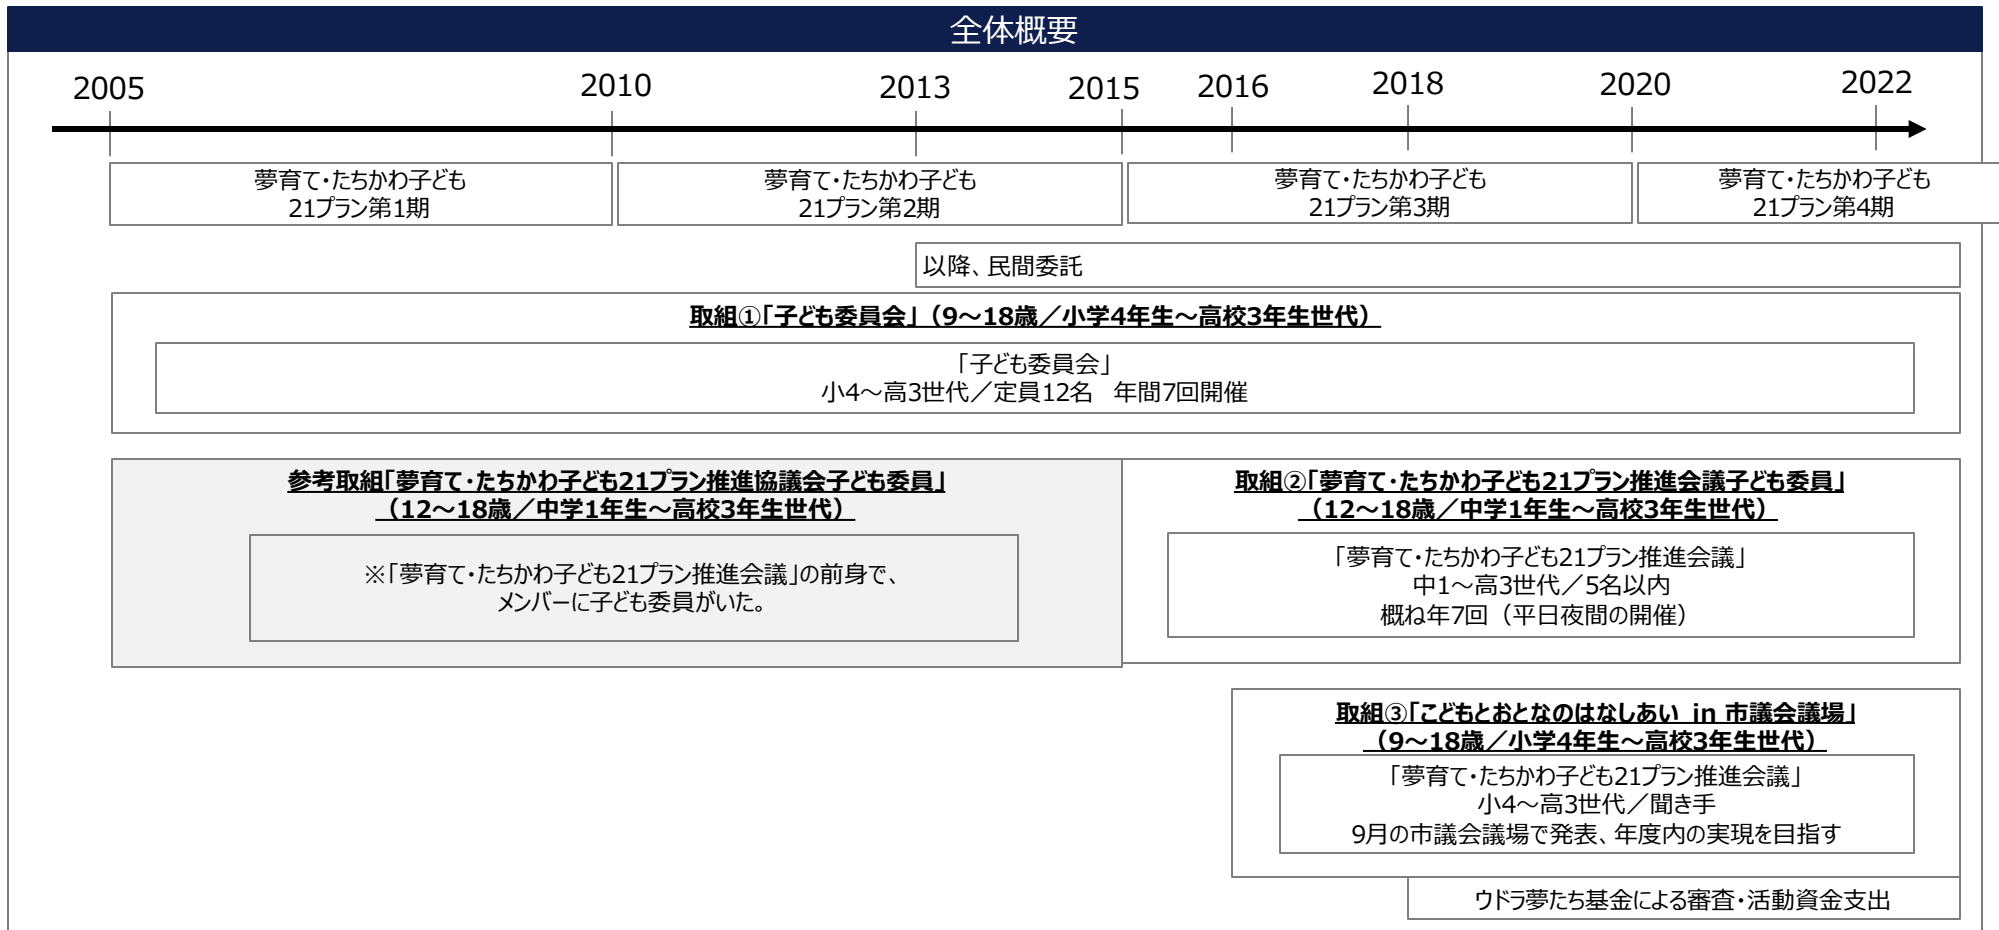 全体概要
2005
2010
2013
2015
2016
2018
2020
2022
夢育て・たちかわ子ども
21プラン第1期
夢育て・たちかわ子ども
21プラン第2期
夢育て・たちかわ子ども
21プラン第3期
夢育て・たちかわ子ども
21プラン第4期
以降、民間委託
取組①「子ども委員会」（9～18歳／小学4年生～高校3年生世代）
「子ども委員会」
小4～高3世代／定員12名　年間7回開催
参考取組「夢育て・たちかわ子ども21プラン推進協議会子ども委員」
（12～18歳／中学1年生～高校3年生世代）
※「夢育て・たちかわ子ども21プラン推進会議」の前身で、
メンバーに子ども委員がいた。
取組②「夢育て・たちかわ子ども21プラン推進会議子ども委員」
（12～18歳／中学1年生～高校3年生世代）
「夢育て・たちかわ子ども21プラン推進会議」
中1～高3世代／5名以内
概ね年7回（平日夜間の開催）
取組③「こどもとおとなのはなしあい in 市議会議場」
（9～18歳／小学4年生～高校3年生世代）
「夢育て・たちかわ子ども21プラン推進会議」
小4～高3世代／聞き手
9月の市議会議場で発表、年度内の実現を目指す
ウドラ夢たち基金による審査・活動資金支出